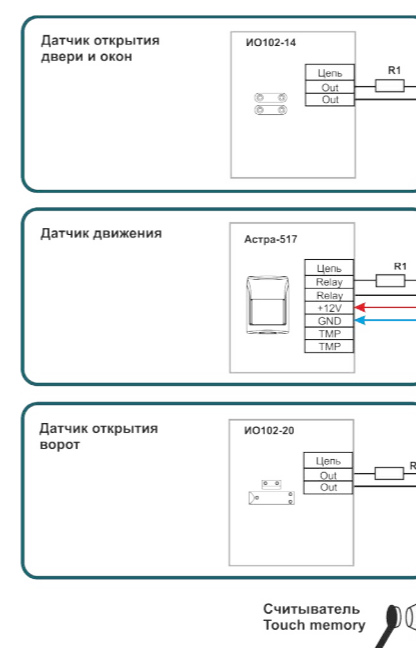 Датчик открытия
двери и окон
ИО102-14
Цепь
R1
Out
Out
Датчик движения
Астра-517
Цепь
R1
Relay
Relay
+12V
GND
TMP
TMP
Датчик открытия
ворот
ИО102-20
Цепь
R
Out
Out
Считыватель
Touch memory